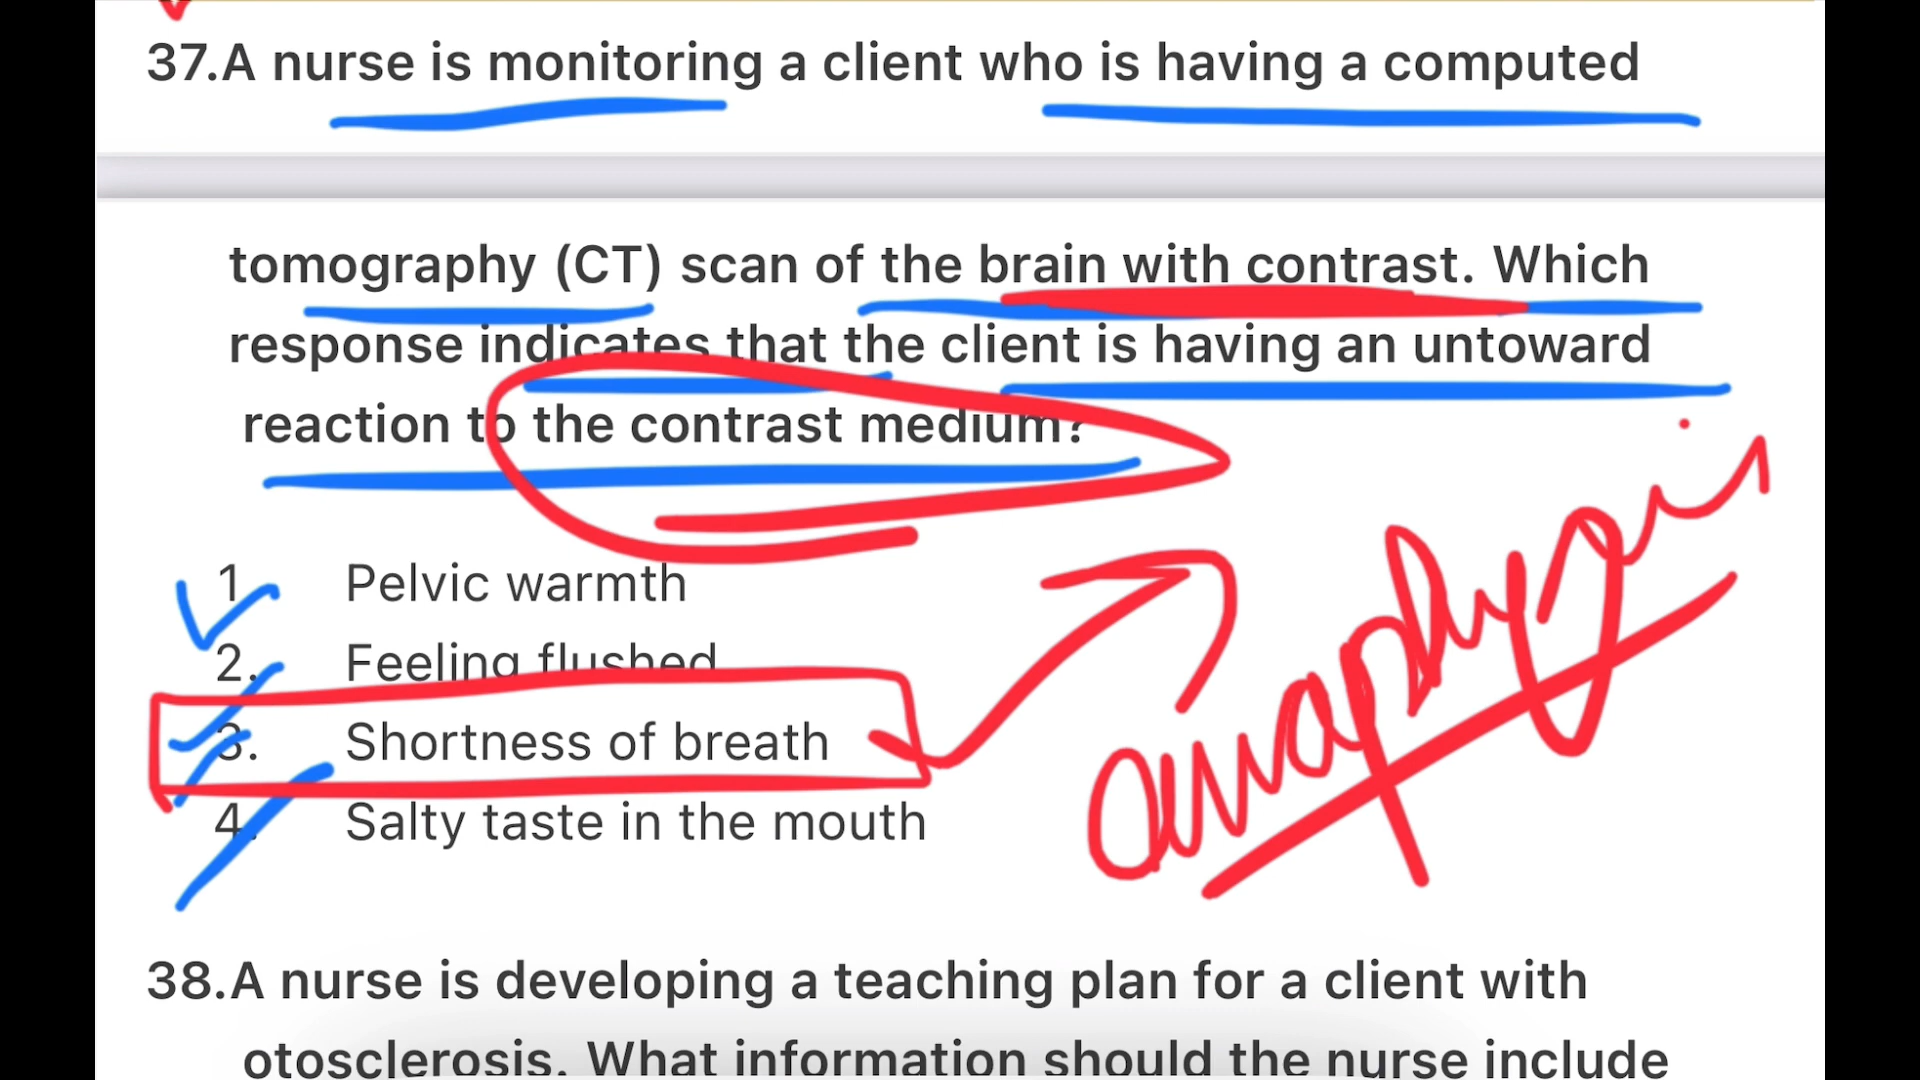 37.A nurse is monitoring a client who is having a computed
tomography (CT) scan of the brain with contrast. Which
response indicates that the client is having an untoward
reaction to the contrast medium?
1. Pelvic warmth
2. Feeling flushed
3. Shortness of breath
4. Salty taste in the mouth
38.A nurse is developing a teaching plan for a client with
otosclerosis. What information should the nurse include